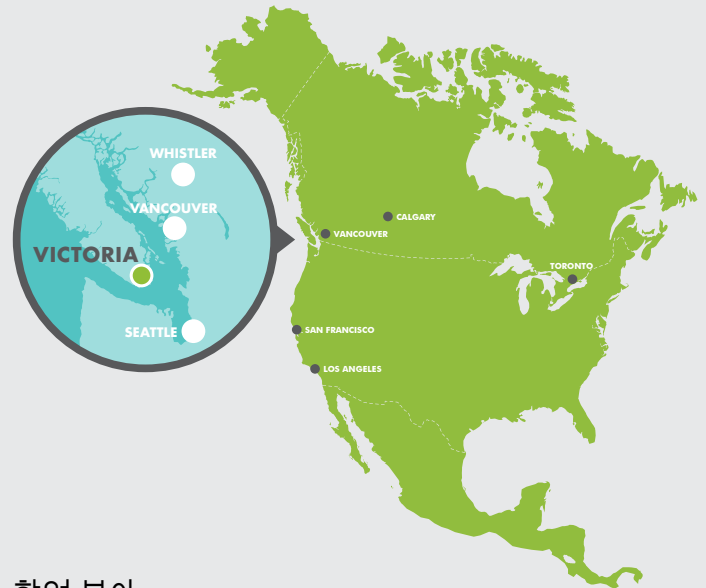 WHISTLER
VANCOUVER
VICTORIA
SEATTLE
CALGARY
VANCOUVER
TORONTO
SAN FRANCISCO
LOS ANGELES